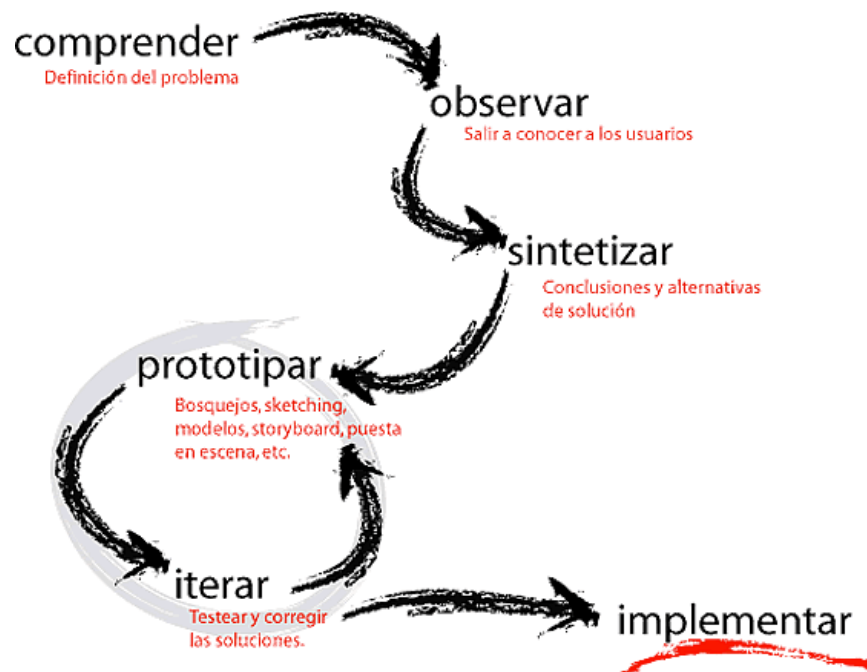 comprender
Definición del problema
observar
Salir a conocer a los usuarios
sintetizar
Conclusiones y alternativas
de solución
prototipar
Bosquejos, sketching,
modelos, storyboard, puesta
en escena, etc.
iterar
Testear y corregir
las soluciones.
implementar